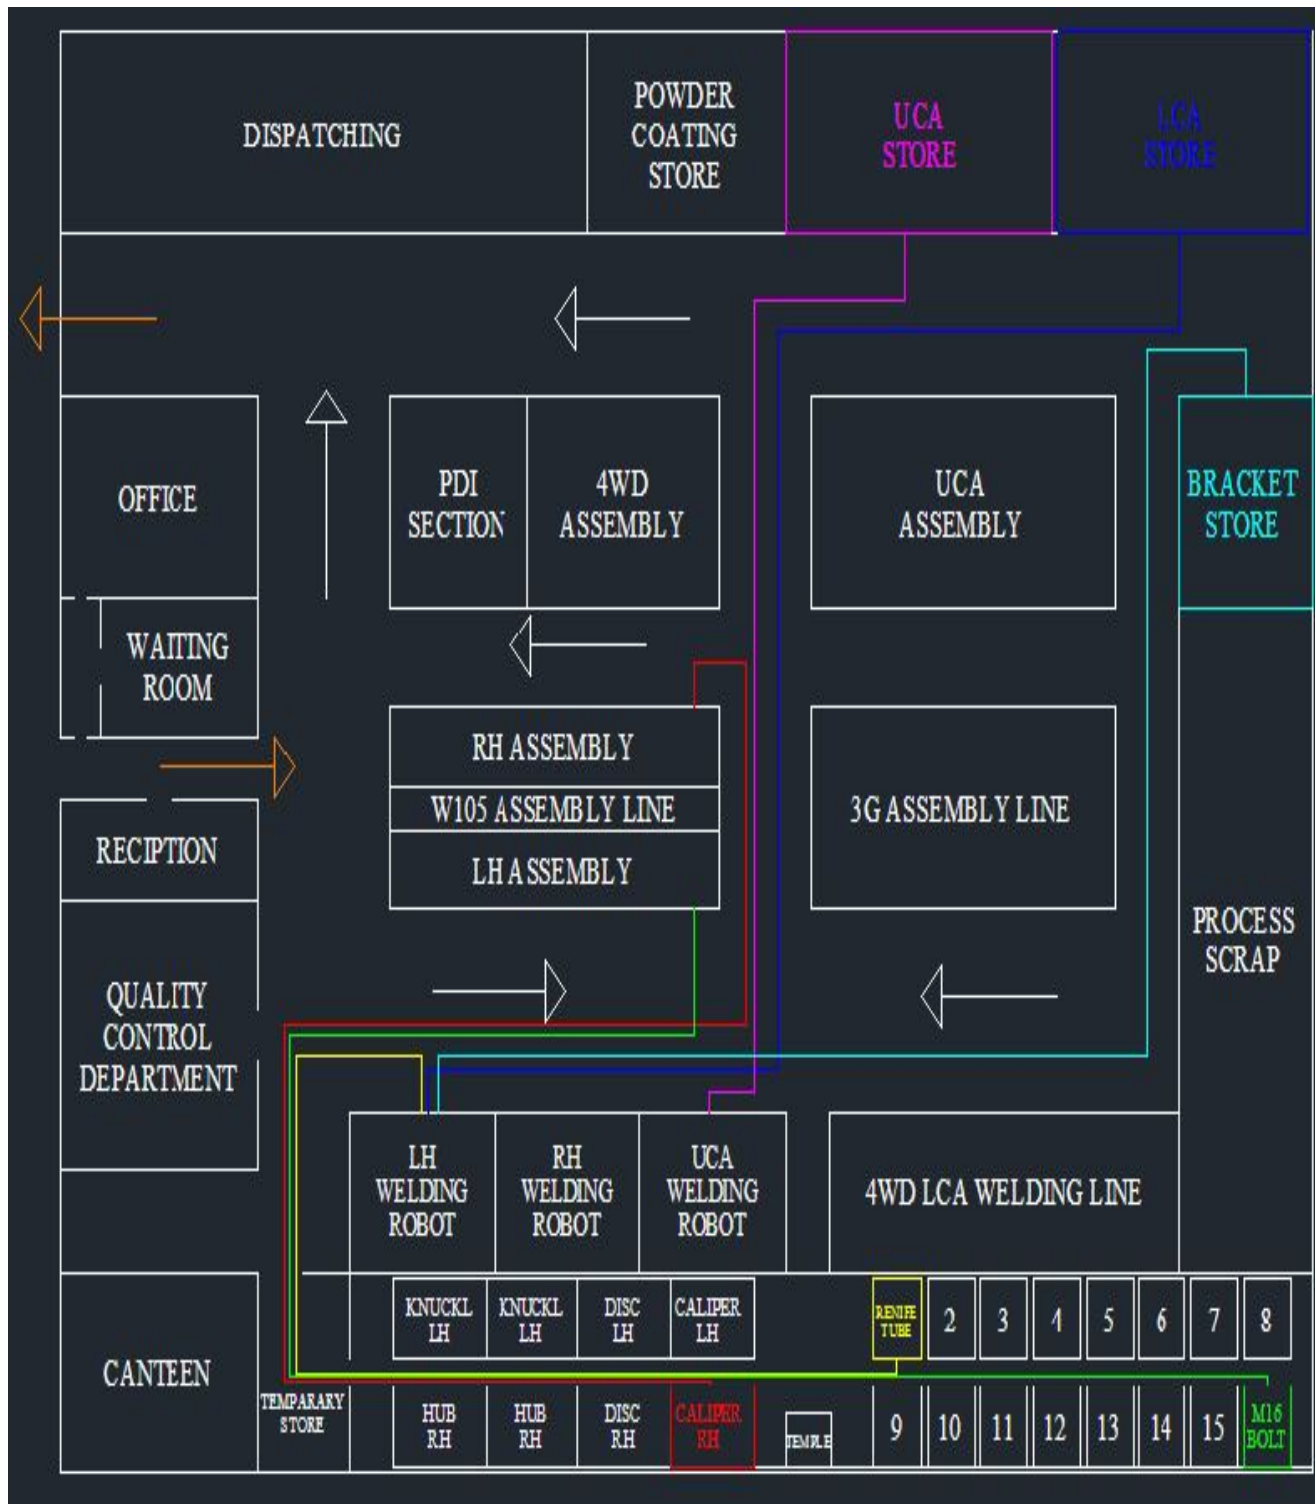 DISPATCHING
POWDER
COATING
STORE
UCA
STORE
LCA
STORE
OFFICE
PDI
SECTION
4WD
ASSEMBLY
UCA
ASSEMBLY
BRACKET
STORE
WAITING
ROOM
RH ASSEMBLY
W105 ASSEMBLY LINE
LH ASSEMBLY
3G ASSEMBLY LINE
RECIPTION
PROCESS
SCRAP
QUALITY
CONTROL
DEPARTMENT
LH
WELDING
ROBOT
RH
WELDING
ROBOT
UCA
WELDING
ROBOT
4WD LCA WELDING LINE
CANTEEN
TEMPARARY
STORE
KNUCKL
LH
KNUCKL
LH
DISC
LH
CALIPER
LH
RENIFE
TUBE
2
3
4
5
6
7
8
HUB
RH
HUB
RH
DISC
RH
CALIPER
RH
TEMPLE
9
10
11
12
13
14
15
M16
BOLT